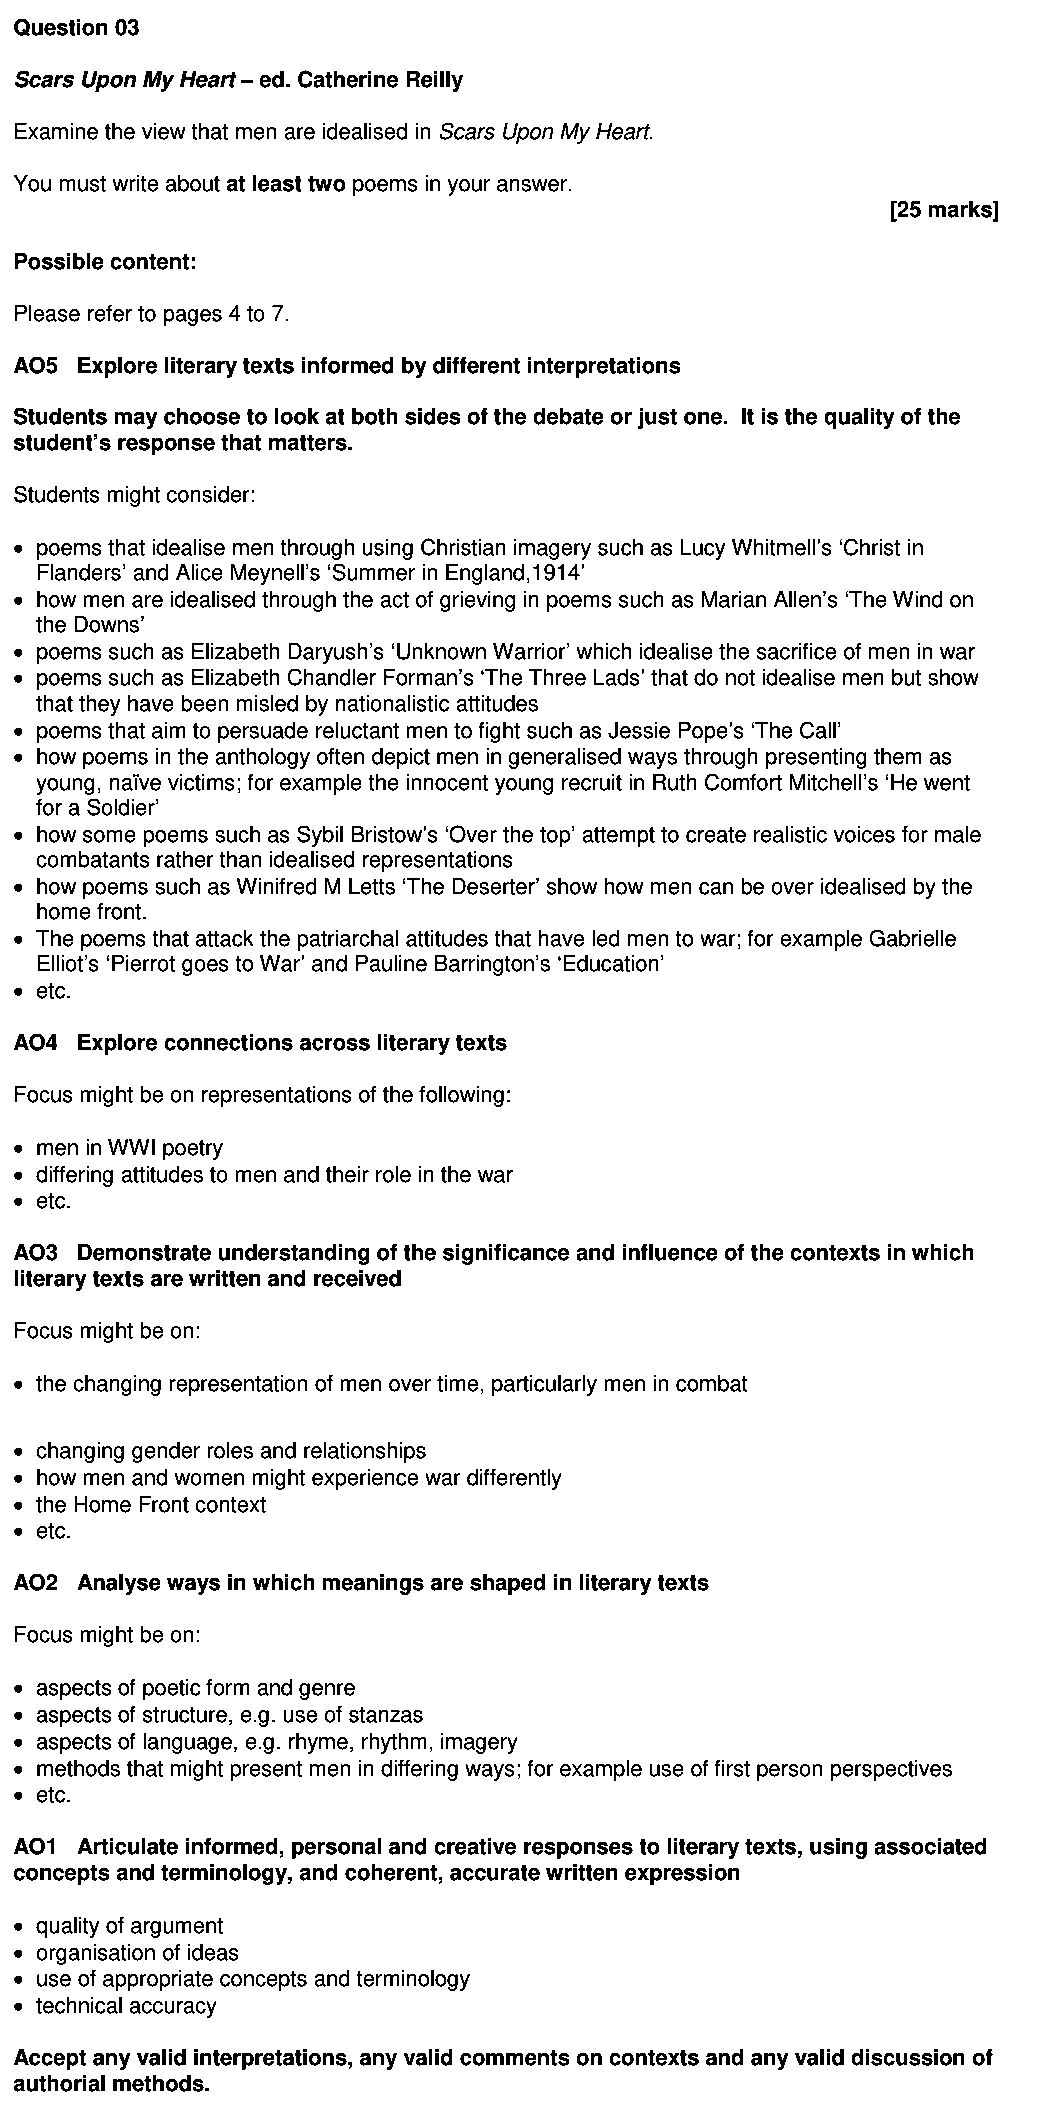 Question 03
Scars Upon My Heart – ed. Catherine Reilly
Examine the view that men are idealised in Scars Upon My Heart.
You must write about at least two poems in your answer.
[25 marks]
Possible content:
Please refer to pages 4 to 7.
AO5 Explore literary texts informed by different interpretations
Students may choose to look at both sides of the debate or just one. It is the quality of the
student's response that matters.
Students might consider:
• poems that idealise men through using Christian imagery such as Lucy Whitmell's ‘Christ in
Flanders’ and Alice Meynell's ‘Summer in England,1914’
• how men are idealised through the act of grieving in poems such as Marian Allen's ‘The Wind on
the Downs’
• poems such as Elizabeth Daryush's ‘Unknown Warrior’ which idealise the sacrifice of men in war
• poems such as Elizabeth Chandler Forman's ‘The Three Lads’ that do not idealise men but show
that they have been misled by nationalistic attitudes
• poems that aim to persuade reluctant men to fight such as Jessie Pope's ‘The Call’
• how poems in the anthology often depict men in generalised ways through presenting them as
young, naïve victims; for example the innocent young recruit in Ruth Comfort Mitchell's ‘He went
for a Soldier’
• how some poems such as Sybil Bristow's ‘Over the top’ attempt to create realistic voices for male
combatants rather than idealised representations
• how poems such as Winifred M Letts ‘The Deserter’ show how men can be over idealised by the
home front.
• The poems that attack the patriarchal attitudes that have led men to war; for example Gabrielle
Elliot's ‘Pierrot goes to War’ and Pauline Barrington's ‘Education’
• etc.
AO4 Explore connections across literary texts
Focus might be on representations of the following:
• men in WWI poetry
• differing attitudes to men and their role in the war
• etc.
AO3 Demonstrate understanding of the significance and influence of the contexts in which
literary texts are written and received
Focus might be on:
• the changing representation of men over time, particularly men in combat
• changing gender roles and relationships
• how men and women might experience war differently
• the Home Front context
• etc.
AO2 Analyse ways in which meanings are shaped in literary texts
Focus might be on:
• aspects of poetic form and genre
• aspects of structure, e.g. use of stanzas
• aspects of language, e.g. rhyme, rhythm, imagery
• methods that might present men in differing ways; for example use of first person perspectives
• etc.
AO1 Articulate informed, personal and creative responses to literary texts, using associated
concepts and terminology, and coherent, accurate written expression
• quality of argument
• organisation of ideas
• use of appropriate concepts and terminology
• technical accuracy
Accept any valid interpretations, any valid comments on contexts and any valid discussion of
authorial methods.